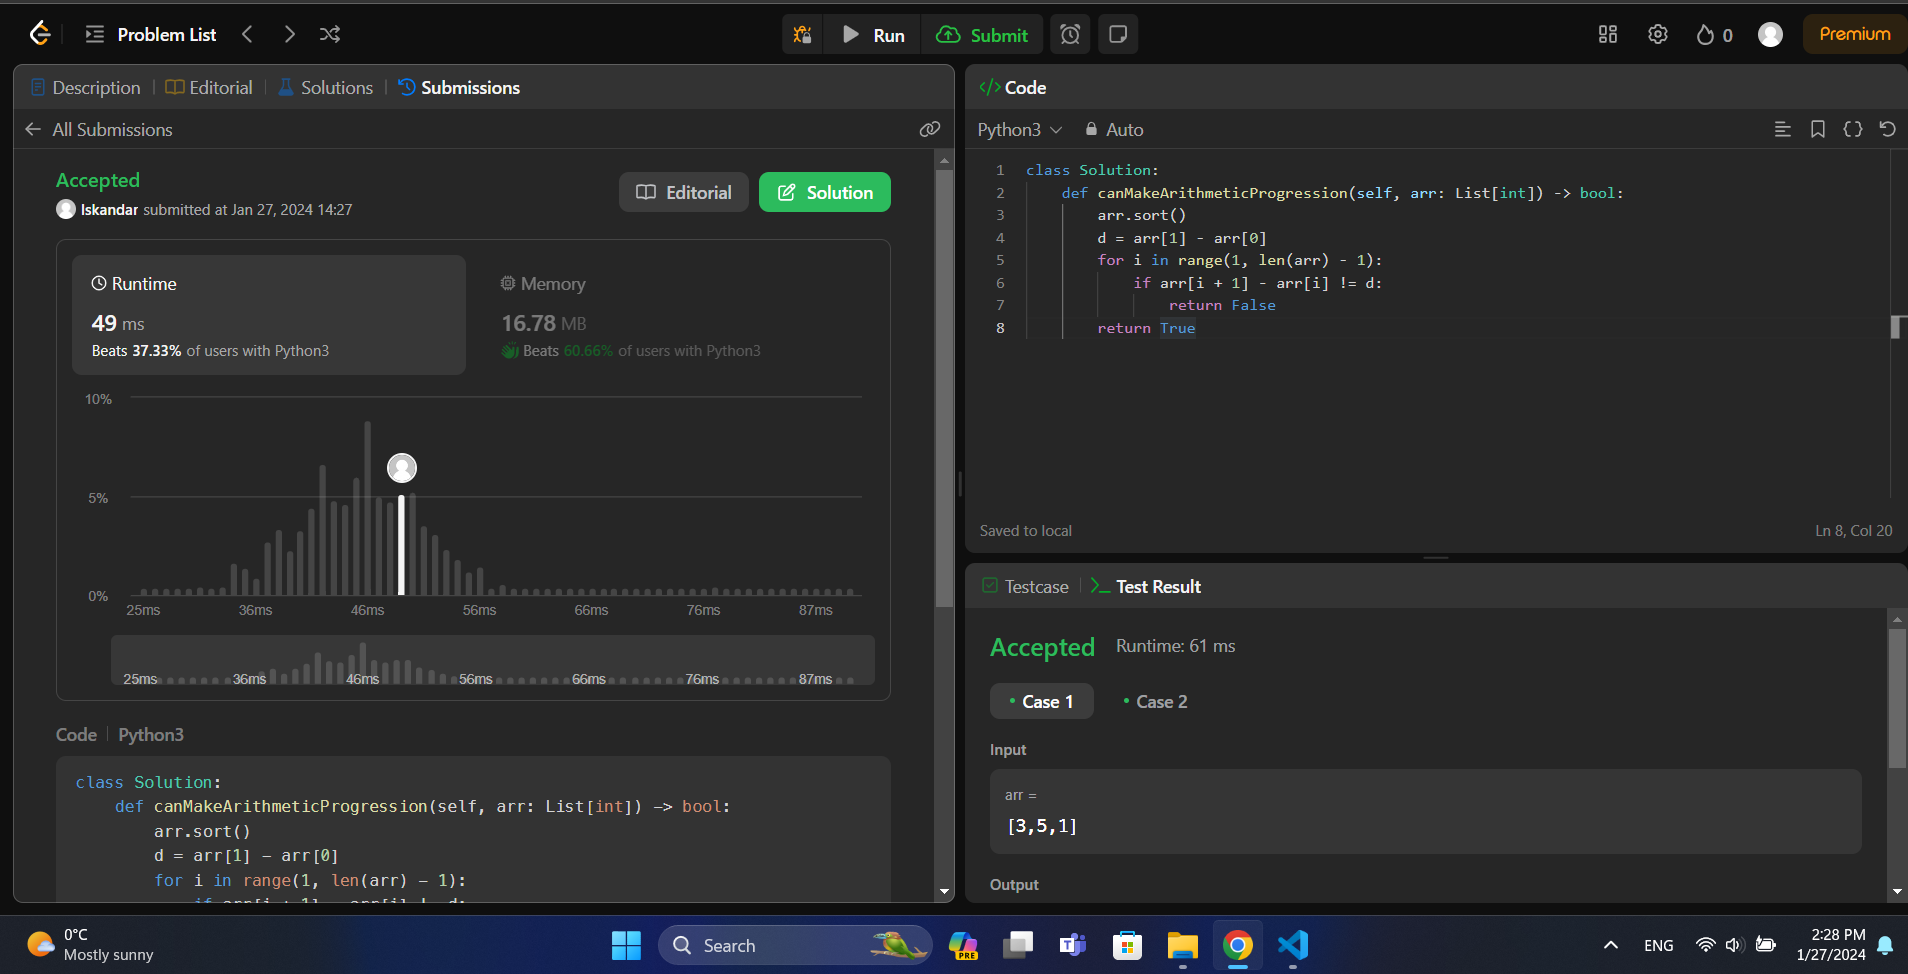 Problem List
Run
Submit
0
Premium
Description
Editorial
Solutions
Submissions
All Submissions
Accepted
Iskandar submitted at Jan 27, 2024 14:27
Editorial
Solution
Runtime
49 ms
Beats 37.33% of users with Python3
Memory
16.78 MB
Beats 60.66% of users with Python3
10%
5%
0%
25ms 36ms 46ms 56ms 66ms 76ms 87ms
25ms 36ms 46ms 56ms 66ms 76ms 87ms
Code Python3
class Solution:
def canMakeArithmeticProgression(self, arr: List[int]) -> bool:
arr.sort()
d = arr[1] - arr[0]
for i in range(1, len(arr) - 1):
if arr[i + 1] - arr[i] != d:
</> Code
Python3
Auto
1 class Solution:
2 def canMakeArithmeticProgression(self, arr: List[int]) -> bool:
3 arr.sort()
4 d = arr[1] - arr[0]
5 for i in range(1, len(arr) - 1):
6 if arr[i + 1] - arr[i] != d:
7 return False
8 return True
Saved to local
Ln 8, Col 20
Testcase
Test Result
Accepted Runtime: 61 ms
Case 1
Case 2
Input
arr =
[3,5,1]
Output
0°C
Mostly sunny
Search
PRE
ENG
2:28 PM
1/27/2024